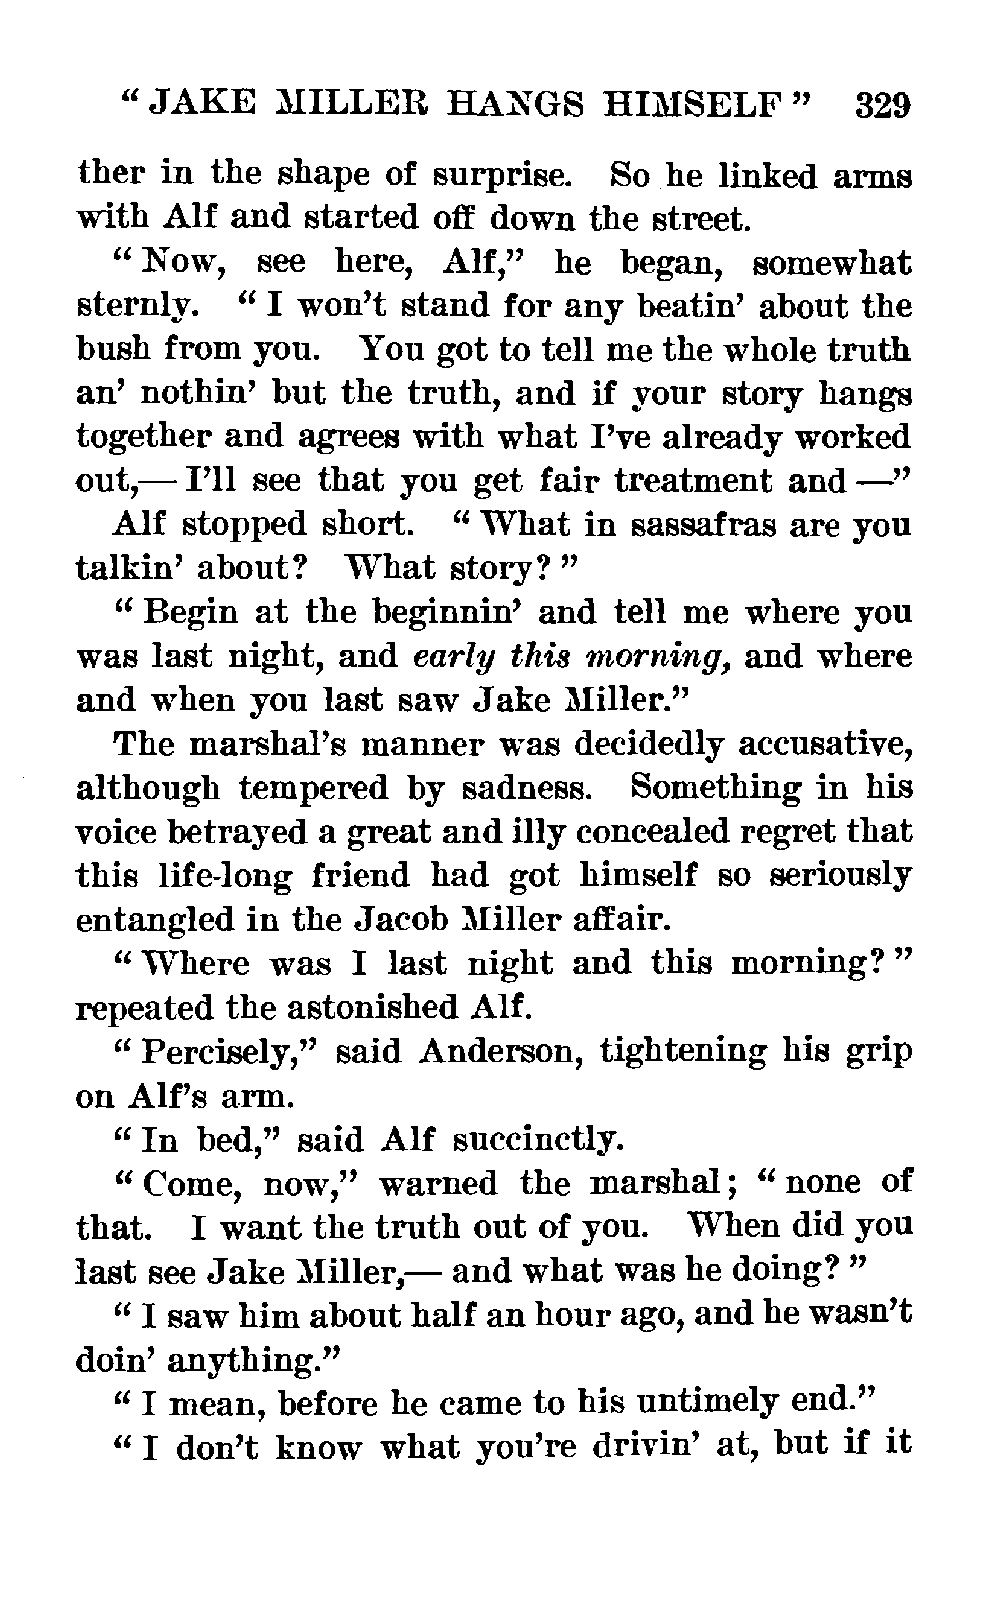 “ JAKE MILLER HANGS HIMSELF ” 329
ther in the shape of surprise. So he linked arms
with Alf and started off down the street.
“ Now, see here, Alf,” he began, somewhat
sternly. “ I won’t stand for any beatin’ about the
bush from you. You got to tell me the whole truth
an’ nothin’ but the truth, and if your story hangs
together and agrees with what I’ve already worked
out,— I’ll see that you get fair treatment and —”
Alf stopped short. “ What in sassafras are you
talkin’ about? What story? ”
“ Begin at the beginnin’ and tell me where you
was last night, and early this morning, and where
and when you last saw Jake Miller.”
The marshal’s manner was decidedly accusative,
although tempered by sadness. Something in his
voice betrayed a great and illy concealed regret that
this life-long friend had got himself so seriously
entangled in the Jacob Miller affair.
“ Where was I last night and this morning? ”
repeated the astonished Alf.
“ Percisely,” said Anderson, tightening his grip
on Alf’s arm.
“ In bed,” said Alf succinctly.
“ Come, now,” warned the marshal; “ none of
that. I want the truth out of you. When did you
last see Jake Miller,— and what was he doing? ”
“ I saw him about half an hour ago, and he wasn’t
doin’ anything.”
“ I mean, before he came to his untimely end.”
“ I don’t know what you’re drivin’ at, but if it